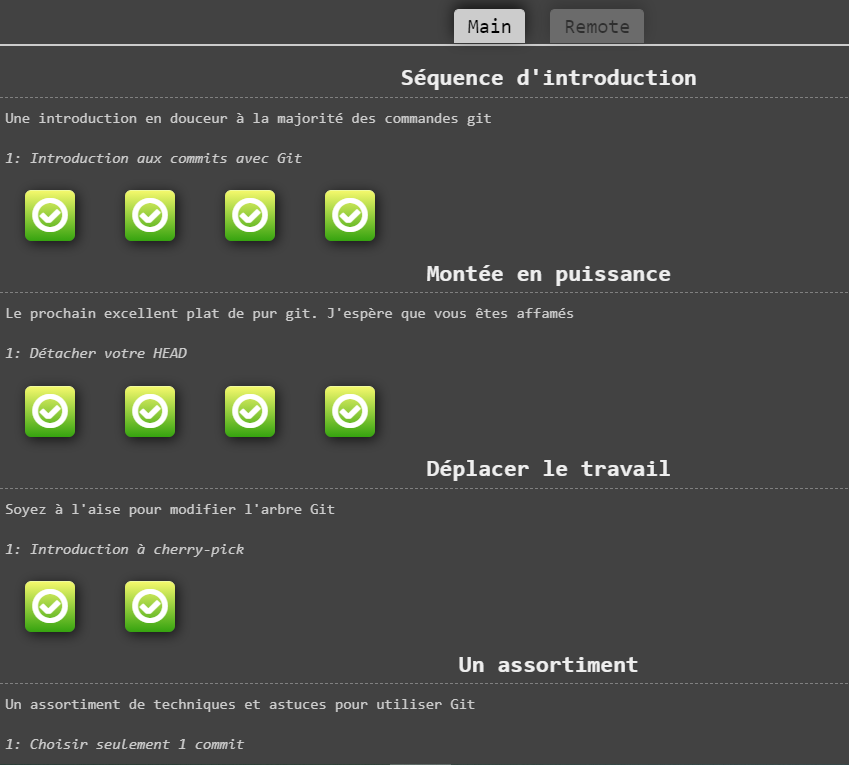 Main Remote
Séquence d'introduction
Une introduction en douceur à la majorité des commandes git
1: Introduction aux commits avec Git
Montée en puissance
Le prochain excellent plat de pur git. J'espère que vous êtes affamés
1: Détacher votre HEAD
Déplacer le travail
Soyez à l'aise pour modifier l'arbre Git
1: Introduction à cherry-pick
Un assortiment
Un assortiment de techniques et astuces pour utiliser Git
1: Choisir seulement 1 commit